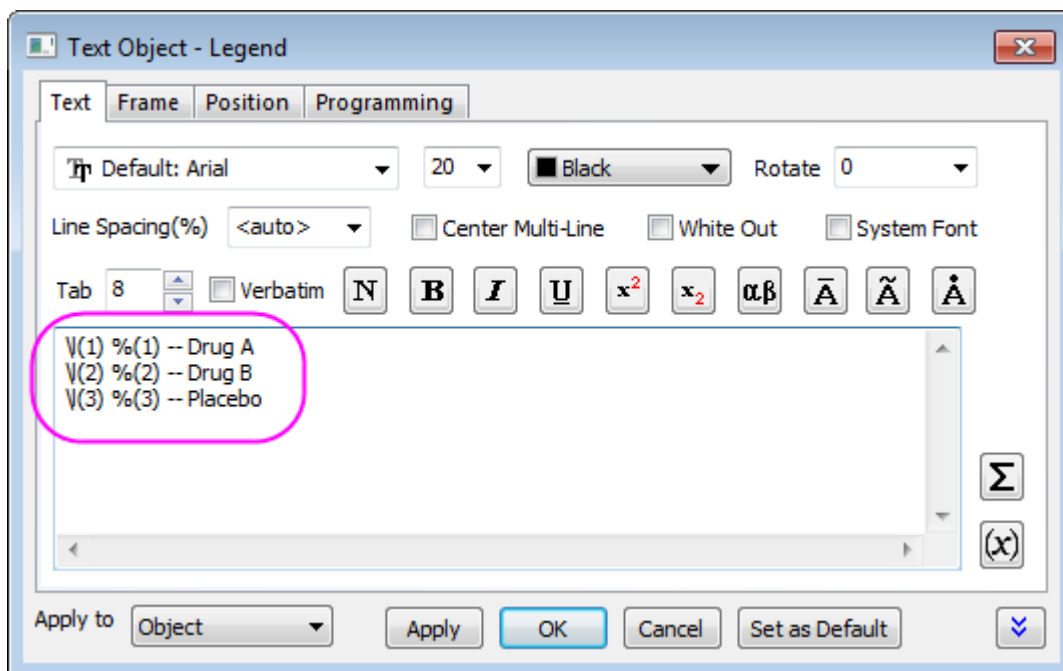 Text Object - Legend
Text Frame Position Programming
Default: Arial 20 Black Rotate 0
Line Spacing(%) <auto> Center Multi-Line White Out System Font
Tab 8 Verbatim N B I U x² x₂ αβ Ā Ã Å
\l(1) %(1) -- Drug A
\l(2) %(2) -- Drug B
\l(3) %(3) -- Placebo
Σ
(x)
Apply to Object Apply OK Cancel Set as Default